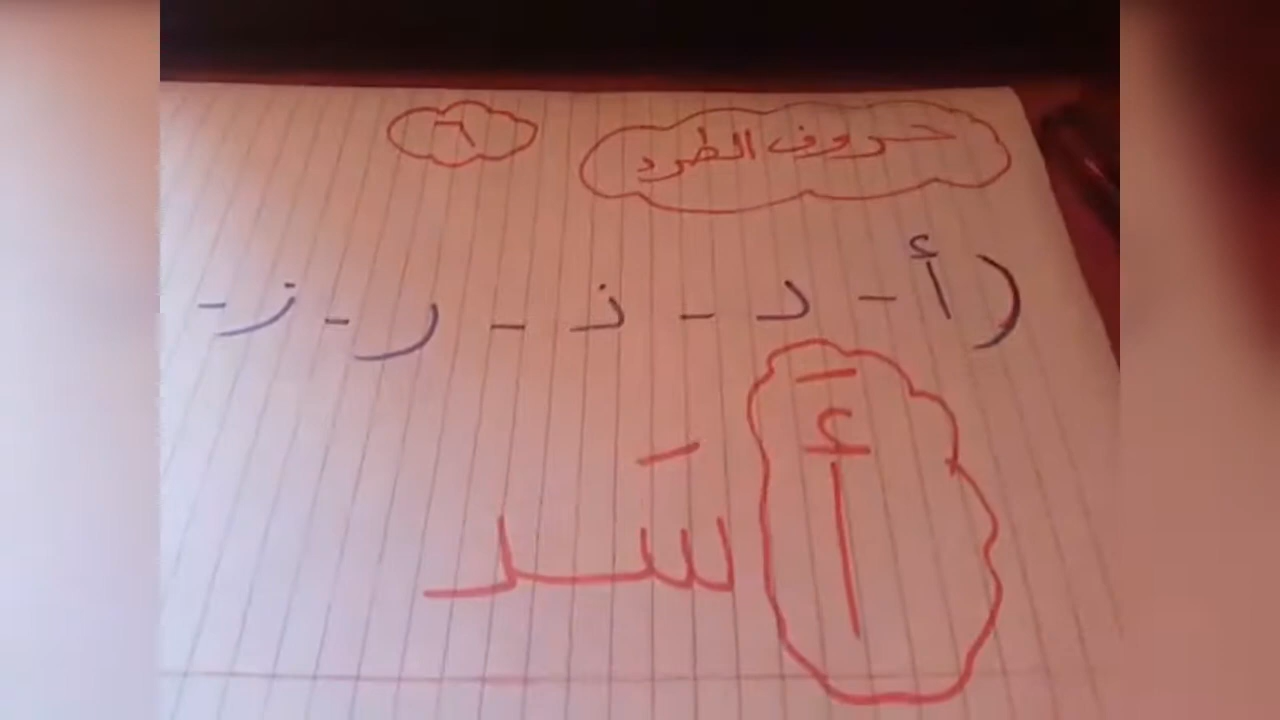 حروف الطرد ٦
(أ - د - ذ - ر - ز -
أَسَد